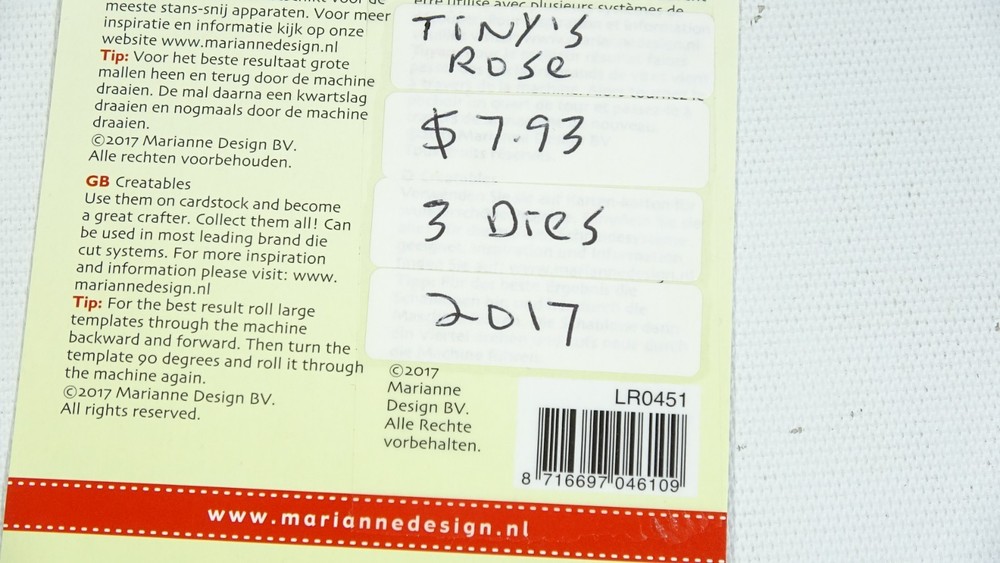 meeste stans-snij apparaten. Voor meer
inspiratie en informatie kijk op onze
website www.mariannedesign.nl
Tip: Voor het beste resultaat grote
mallen heen en terug door de machine
draaien. De mal daarna een kwartslag
draaien en nogmaals door de machine
draaien.
©2017 Marianne Design BV.
Alle rechten voorbehouden.
GB Creatables
Use them on cardstock and become
a great crafter. Collect them all! Can
be used in most leading brand die
cut systems. For more inspiration
and information please visit: www.
mariannedesign.nl
Tip: For the best result roll large
templates through the machine
backward and forward. Then turn the
template 90 degrees and roll it through
the machine again.
©2017 Marianne Design BV.
All rights reserved.
être utilisé avec plusieurs systèmes de
TINY'S
ROSE
$7.93
3 Dies
2017
©2017
Marianne
Design BV.
Alle Rechte
vorbehalten.
LR0451
8 716697 046109
www.mariannedesign.nl